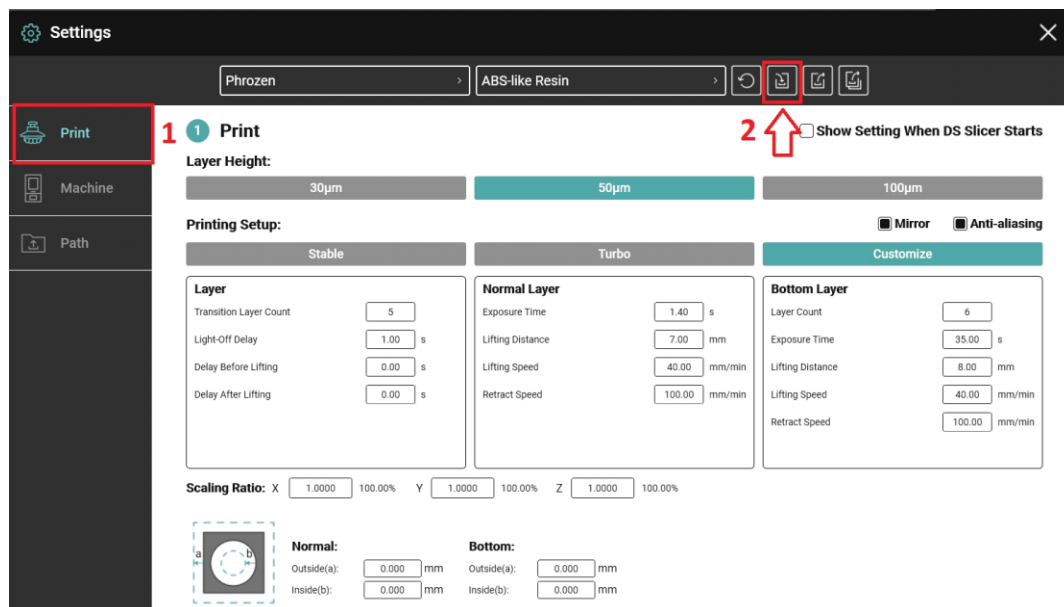 Settings
Phrozen
ABS-like Resin
Print
Machine
Path
1
1 Print
2
Show Setting When DS Slicer Starts
Layer Height:
30μm 50μm 100μm
Printing Setup:
Mirror Anti-aliasing
Stable Turbo Customize
Layer
Transition Layer Count 5
Light-Off Delay 1.00 s
Delay Before Lifting 0.00 s
Delay After Lifting 0.00 s
Normal Layer
Exposure Time 1.40 s
Lifting Distance 7.00 mm
Lifting Speed 40.00 mm/min
Retract Speed 100.00 mm/min
Bottom Layer
Layer Count 6
Exposure Time 35.00 s
Lifting Distance 8.00 mm
Lifting Speed 40.00 mm/min
Retract Speed 100.00 mm/min
Scaling Ratio: X 1.0000 100.00% Y 1.0000 100.00% Z 1.0000 100.00%
a b
Normal:
Outside(a): 0.000 mm
Inside(b): 0.000 mm
Bottom:
Outside(a): 0.000 mm
Inside(b): 0.000 mm